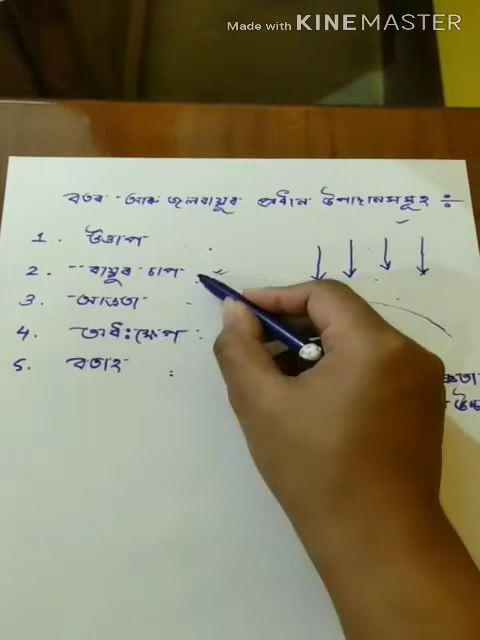 Made with KINEMASTER
বতৰ আৰু জলবায়ুৰ প্ৰধান উপাদানসমূহ ÷
1. উত্তাপ
2. বায়ুৰ চাপ
3. আৰ্দ্ৰতা
4. অধঃক্ষেপ :
5. বতাহ :